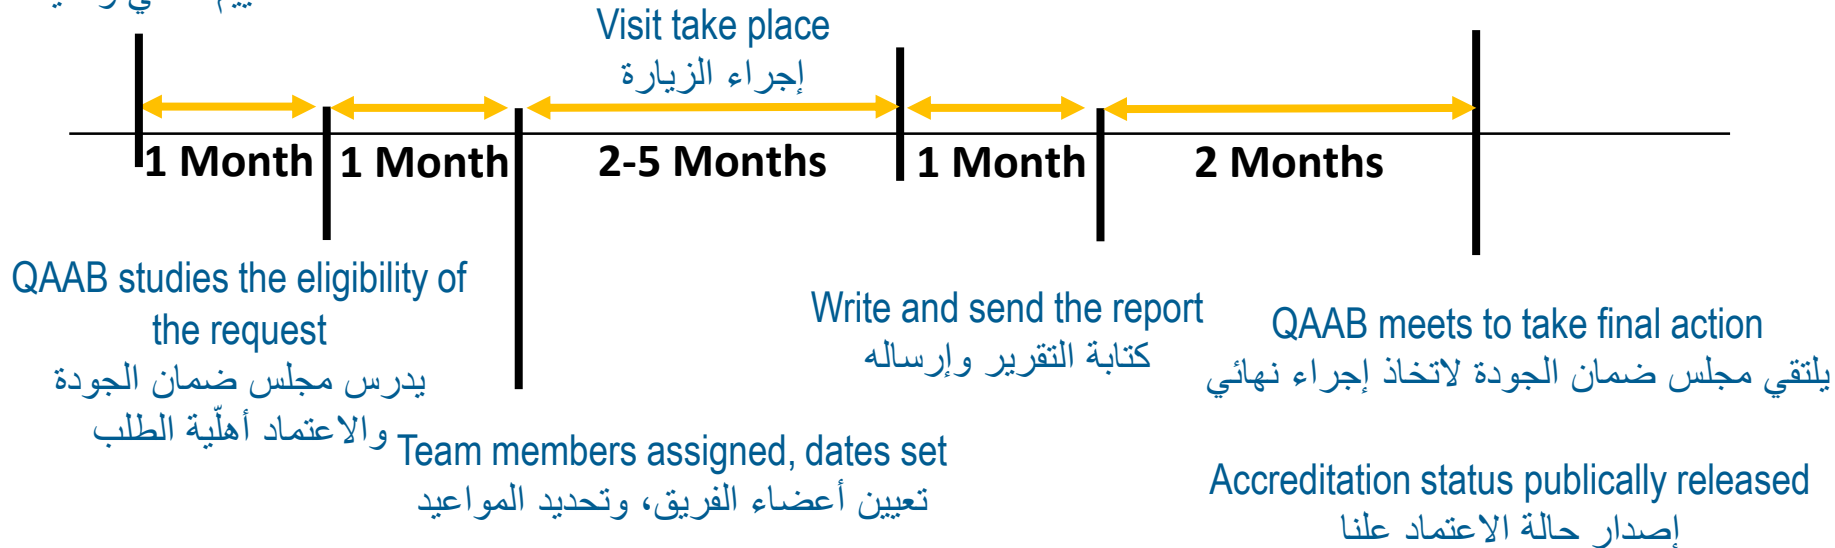 Visit take place
إجراء الزيارة
1 Month
1 Month
2-5 Months
1 Month
2 Months
QAAB studies the eligibility of
the request
يدرس مجلس ضمان الجودة
والاعتماد أهلّية الطلب
Team members assigned, dates set
تعيين أعضاء الفريق، وتحديد المواعيد
Write and send the report
كتابة التقرير وإرساله
QAAB meets to take final action
يلتقي مجلس ضمان الجودة لاتخاذ إجراء نهائي
Accreditation status publically released
إصدار حالة الاعتماد علنا